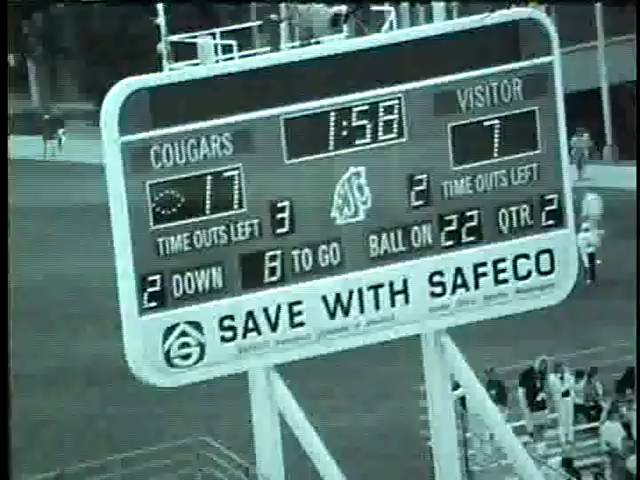 1:58
COUGARS
VISITOR
17
7
TIME OUTS LEFT 3
2 TIME OUTS LEFT
2 DOWN 8 TO GO BALL ON 22 QTR. 2
SAVE WITH SAFECO